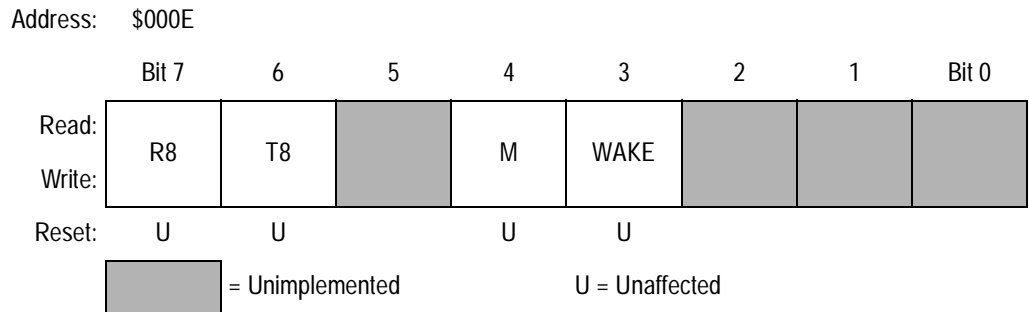 Address: $000E
Bit 7 6 5 4 3 2 1 Bit 0
Read:
R8 T8 M WAKE
Write:
Reset: U U U U
= Unimplemented U = Unaffected